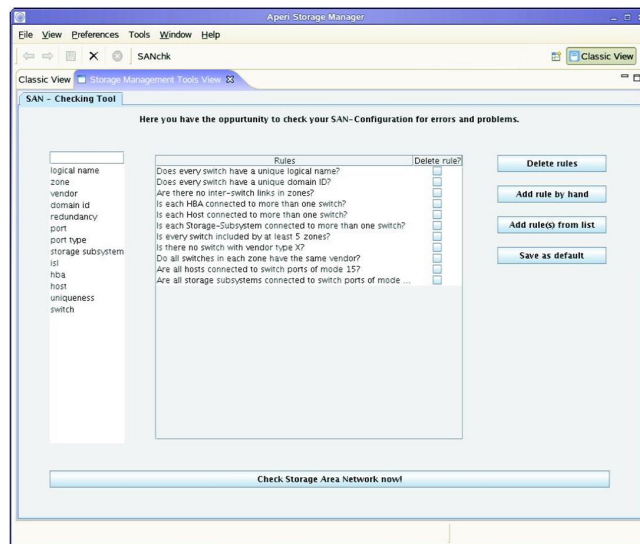 Aperi Storage Manager
File View Preferences Tools Window Help
SANchk
Classic View
Classic View Storage Management Tools View
SAN - Checking Tool
Here you have the oppurtunity to check your SAN-Configuration for errors and problems.
logical name
zone
vendor
domain id
redundancy
port
port type
storage subsystem
isl
hba
host
uniqueness
switch
Rules Delete rule?
Does every switch have a unique logical name?
Does every switch have a unique domain ID?
Are there no inter-switch links in zones?
Is each HBA connected to more than one switch?
Is each Host connected to more than one switch?
Is each Storage-Subsystem connected to more than one switch?
Is every switch included by at least 5 zones?
Is there no switch with vendor type X?
Do all switches in each zone have the same vendor?
Are all hosts connected to switch ports of mode 15?
Are all storage subsystems connected to switch ports of mode ...
Delete rules
Add rule by hand
Add rule(s) from list
Save as default
Check Storage Area Network now!